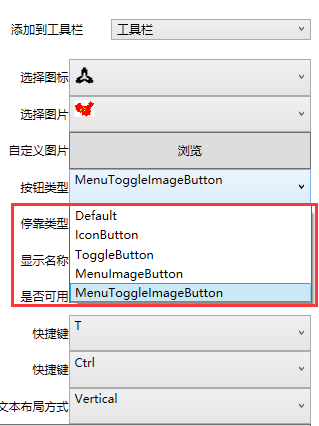 添加到工具栏 工具栏
选择图标
选择图片
自定义图片 浏览
按钮类型 MenuToggleImageButton
停靠类型 Default
IconButton
显示名称 ToggleButton
MenuImageButton
是否可用 MenuToggleImageButton
快捷键 T
快捷键 Ctrl
文本布局方式 Vertical